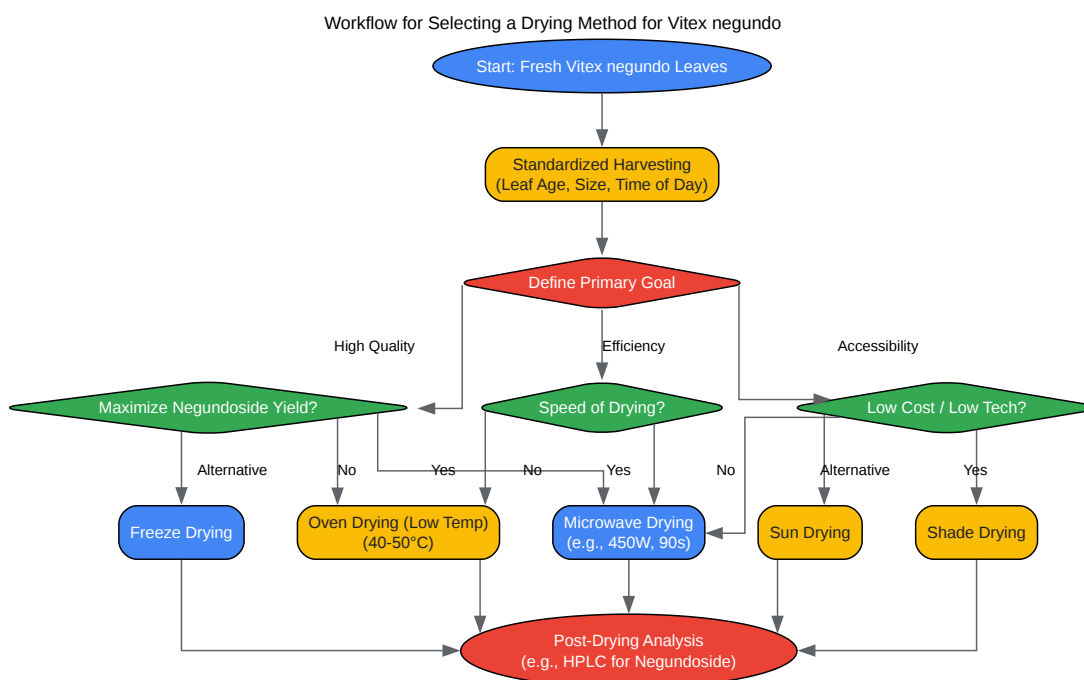 Workflow for Selecting a Drying Method for Vitex negundo
Start: Fresh Vitex negundo Leaves
Standardized Harvesting
(Leaf Age, Size, Time of Day)
Define Primary Goal
High Quality
Efficiency
Accessibility
Maximize Negundoside Yield?
Speed of Drying?
Low Cost / Low Tech?
Alternative
No
Yes
No
Yes
No
Alternative
Yes
Freeze Drying
Oven Drying (Low Temp)
(40-50°C)
Microwave Drying
(e.g., 450W, 90s)
Sun Drying
Shade Drying
Post-Drying Analysis
(e.g., HPLC for Negundoside)